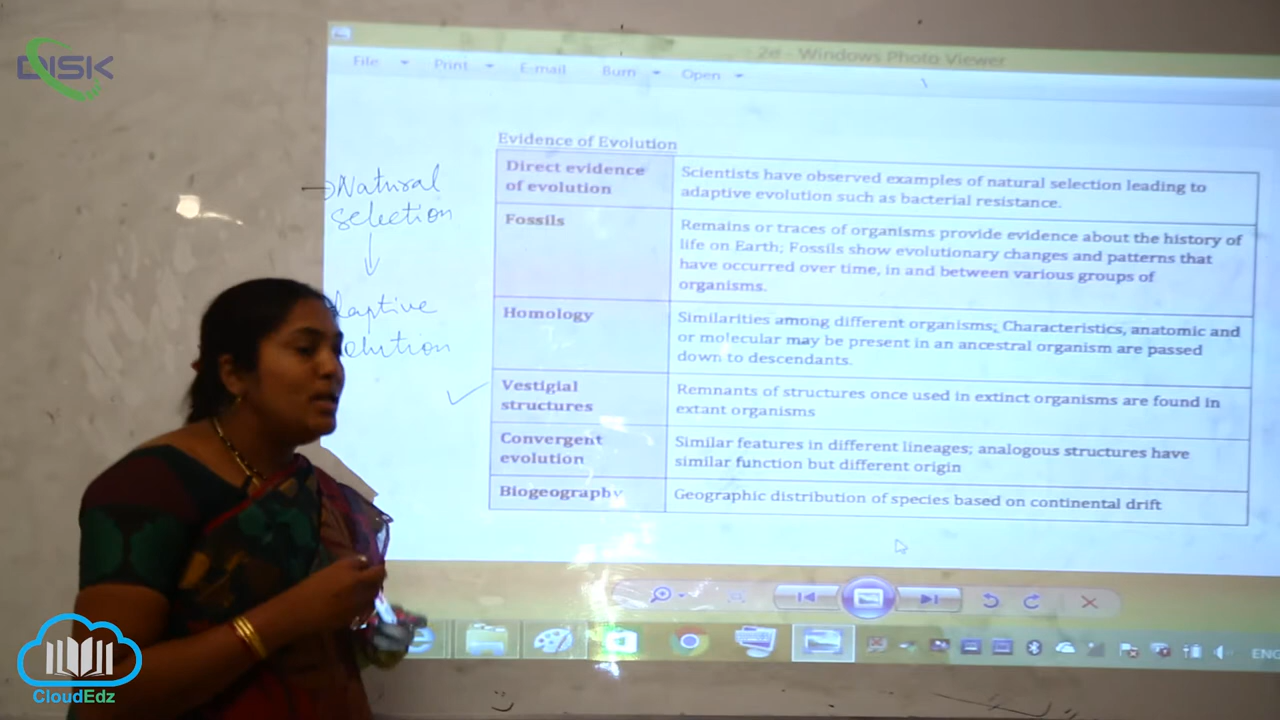 DISK
2d - Windows Photo Viewer
File Print E-mail Burn Open
Evidence of Evolution
Direct evidence
of evolution
Scientists have observed examples of natural selection leading to
adaptive evolution such as bacterial resistance.
Fossils
Remains or traces of organisms provide evidence about the history of
life on Earth; Fossils show evolutionary changes and patterns that
have occurred over time, in and between various groups of
organisms.
Homology
Similarities among different organisms; Characteristics, anatomic and
or molecular may be present in an ancestral organism are passed
down to descendants.
Vestigial
structures
Remnants of structures once used in extinct organisms are found in
extant organisms
Convergent
evolution
Similar features in different lineages; analogous structures have
similar function but different origin
Biogeography
Geographic distribution of species based on continental drift
→Natural
selection
↓
ENG
CloudEdz